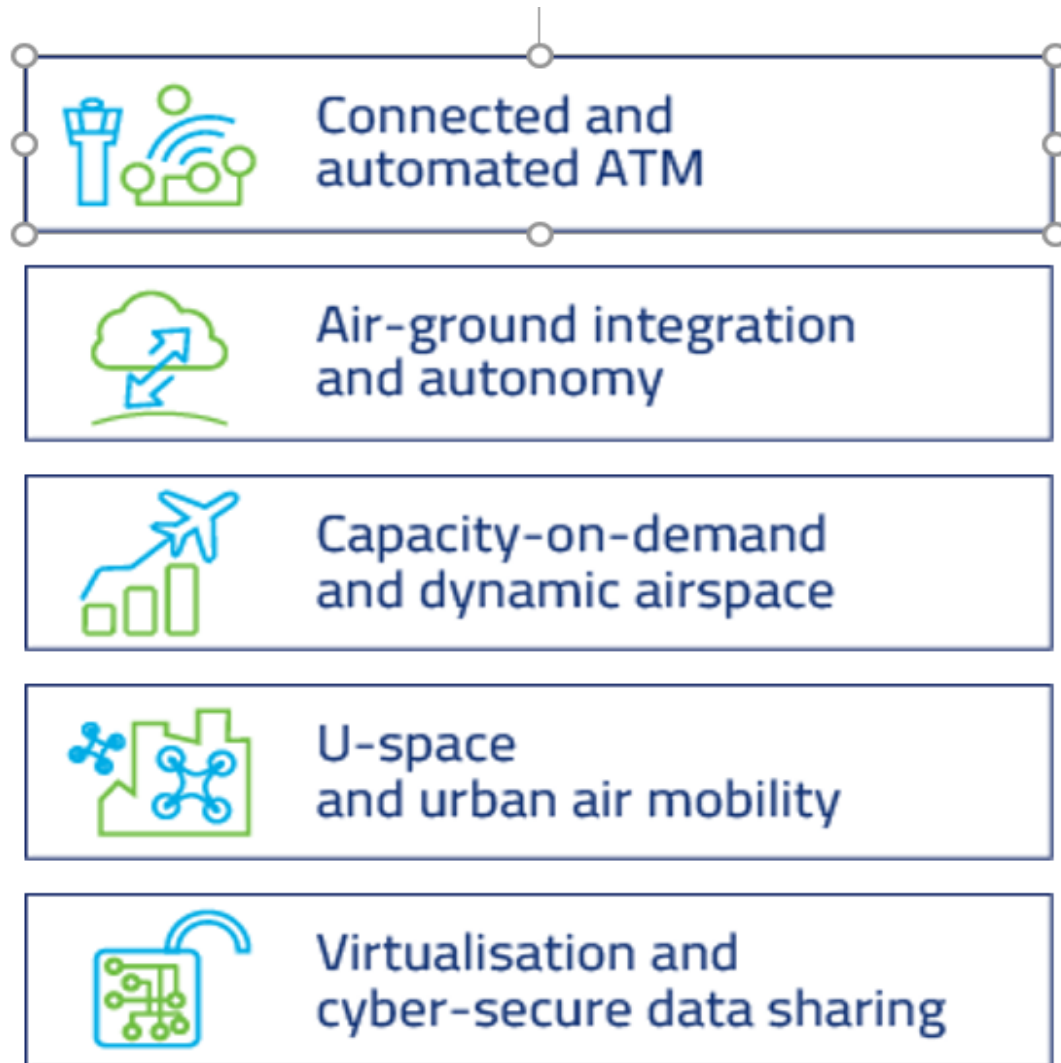 Connected and
automated ATM
Air-ground integration
and autonomy
Capacity-on-demand
and dynamic airspace
U-space
and urban air mobility
Virtualisation and
cyber-secure data sharing